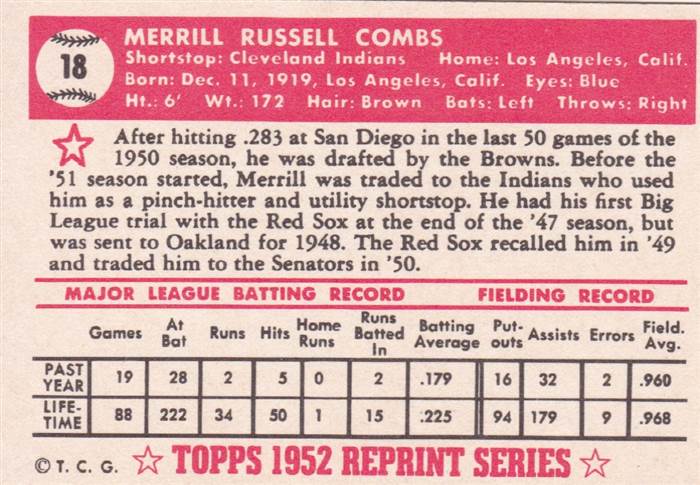 18
MERRILL RUSSELL COMBS
Shortstop: Cleveland Indians Home: Los Angeles, Calif.
Born: Dec. 11, 1919, Los Angeles, Calif. Eyes: Blue
Ht.: 6' Wt.: 172 Hair: Brown Bats: Left Throws: Right
After hitting .283 at San Diego in the last 50 games of the
1950 season, he was drafted by the Browns. Before the
'51 season started, Merrill was traded to the Indians who used
him as a pinch-hitter and utility shortstop. He had his first Big
League trial with the Red Sox at the end of the '47 season, but
was sent to Oakland for 1948. The Red Sox recalled him in '49
and traded him to the Senators in '50.
MAJOR LEAGUE BATTING RECORD FIELDING RECORD
Games At Bat Runs Hits Home Runs Runs Batted In Batting Average Put-outs Assists Errors Field. Avg.
PAST YEAR 19 28 2 5 0 2 .179 16 32 2 .960
LIFE-TIME 88 222 34 50 1 15 .225 94 179 9 .968
© T. C. G. ☆ TOPPS 1952 REPRINT SERIES ☆